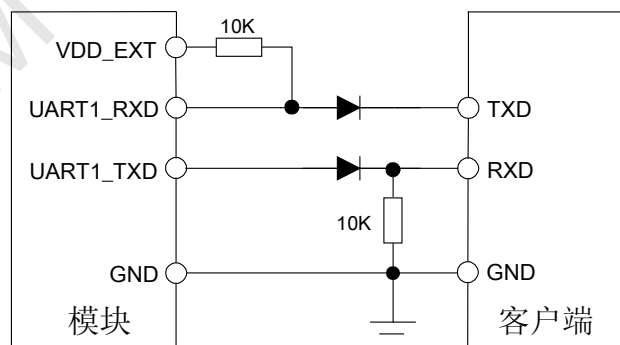 10K
VDD_EXT
UART1_RXD
TXD
UART1_TXD
RXD
10K
GND
GND
模块
客户端